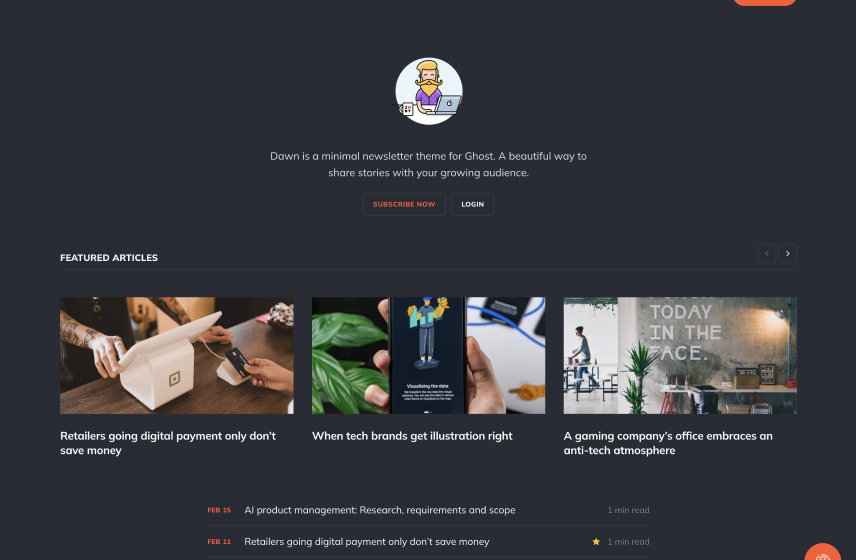 Dawn is a minimal newsletter theme for Ghost. A beautiful way to
share stories with your growing audience.
SUBSCRIBE NOW LOGIN
FEATURED ARTICLES
TODAY
IN THE
FACE.
Visualising the data
Retailers going digital payment only don't
save money
When tech brands get illustration right
A gaming company's office embraces an
anti-tech atmosphere
FEB 15 AI product management: Research, requirements and scope 1 min read
FEB 11 Retailers going digital payment only don't save money 1 min read